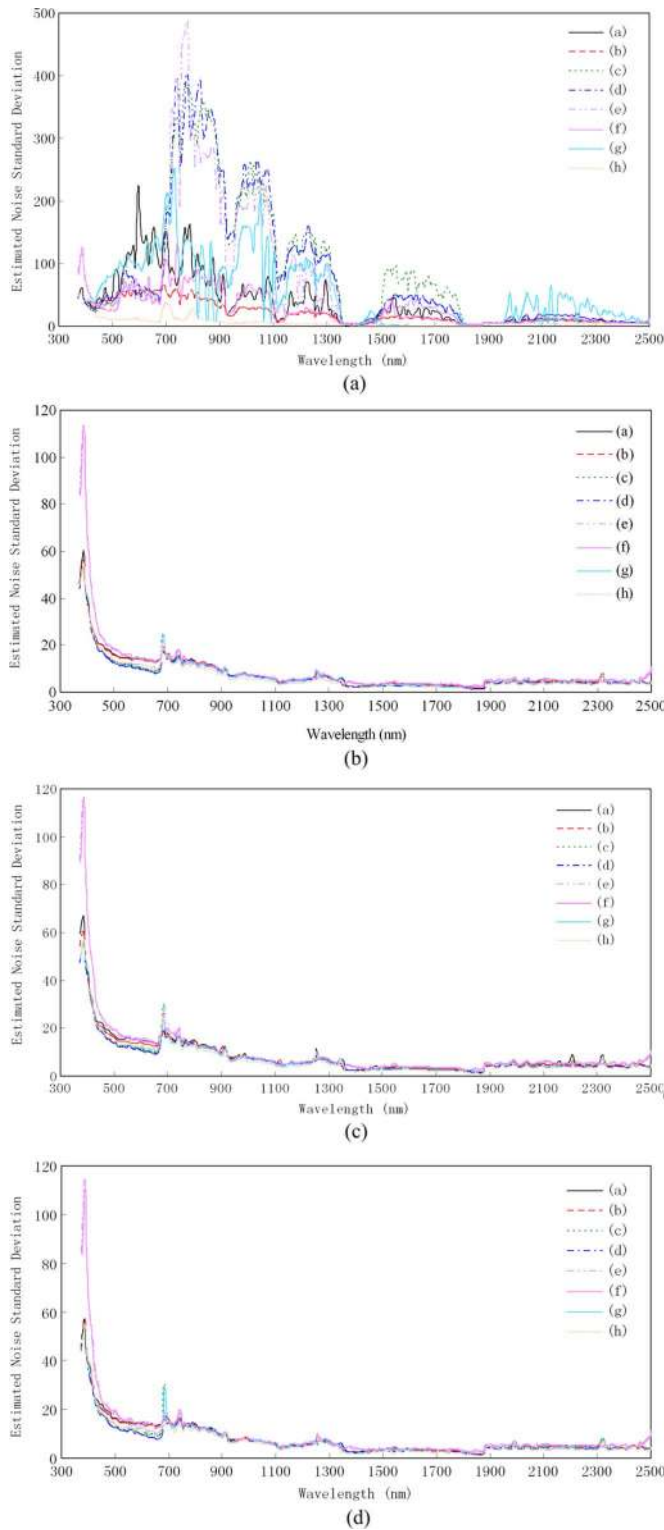 500
400
300
200
100
0
Estimated Noise Standard Deviation
(a)
(b)
(c)
(d)
(e)
(f)
(g)
(h)
300 500 700 900 1100 1300 1500 1700 1900 2100 2300 2500
Wavelength (nm)
(a)
120
100
80
60
40
20
0
Estimated Noise Standard Deviation
(a)
(b)
(c)
(d)
(e)
(f)
(g)
(h)
300 500 700 900 1100 1300 1500 1700 1900 2100 2300 2500
Wavelength (nm)
(b)
120
100
80
60
40
20
0
Estimated Noise Standard Deviation
(a)
(b)
(c)
(d)
(e)
(f)
(g)
(h)
300 500 700 900 1100 1300 1500 1700 1900 2100 2300 2500
Wavelength (nm)
(c)
120
100
80
60
40
20
0
Estimated Noise Standard Deviation
(a)
(b)
(c)
(d)
(e)
(f)
(g)
(h)
300 500 700 900 1100 1300 1500 1700 1900 2100 2300 2500
Wavelength (nm)
(d)